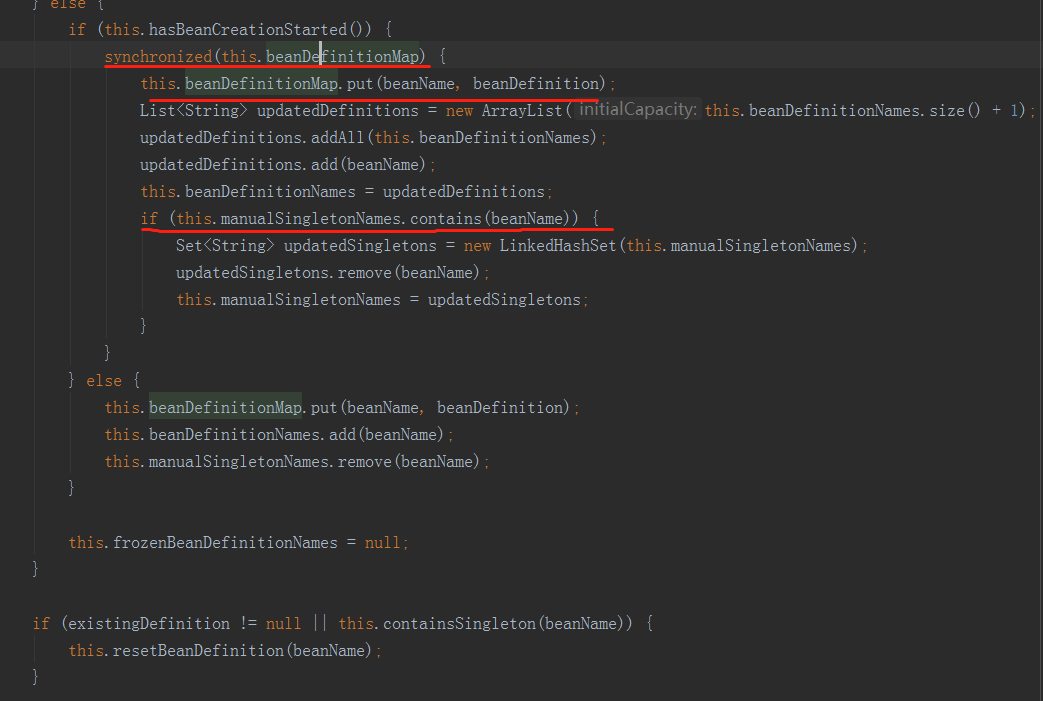 } else {
if (this.hasBeanCreationStarted()) {
synchronized(this.beanDefinitionMap) {
this.beanDefinitionMap.put(beanName, beanDefinition);
List<String> updatedDefinitions = new ArrayList( initialCapacity: this.beanDefinitionNames.size() + 1);
updatedDefinitions.addAll(this.beanDefinitionNames);
updatedDefinitions.add(beanName);
this.beanDefinitionNames = updatedDefinitions;
if (this.manualSingletonNames.contains(beanName)) {
Set<String> updatedSingletons = new LinkedHashSet(this.manualSingletonNames);
updatedSingletons.remove(beanName);
this.manualSingletonNames = updatedSingletons;
}
}
} else {
this.beanDefinitionMap.put(beanName, beanDefinition);
this.beanDefinitionNames.add(beanName);
this.manualSingletonNames.remove(beanName);
}
this.frozenBeanDefinitionNames = null;
}
if (existingDefinition != null || this.containsSingleton(beanName)) {
this.resetBeanDefinition(beanName);
}